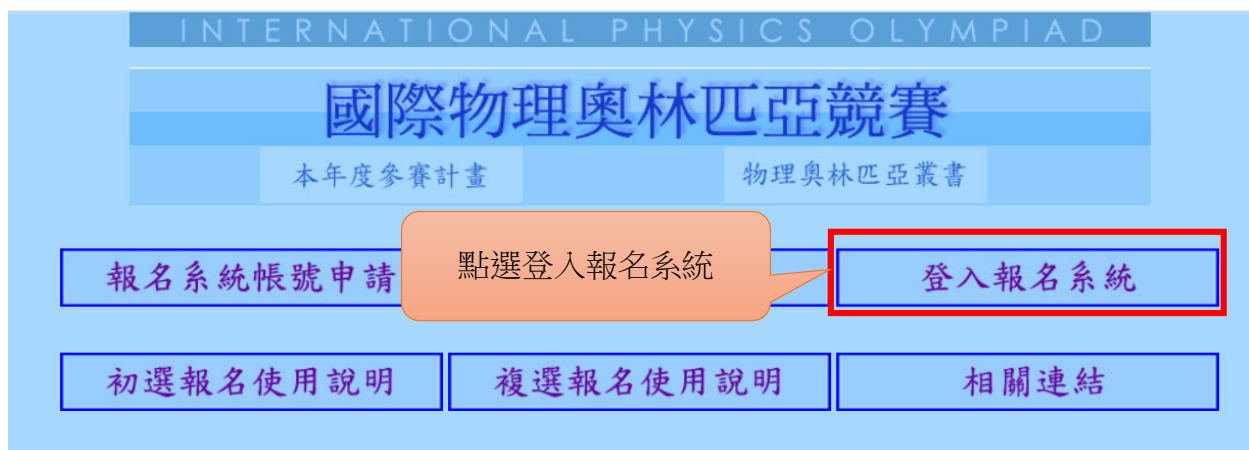 INTERNATIONAL PHYSICS OLYMPIAD
國際物理奧林匹亞競賽
本年度參賽計畫
物理奧林匹亞叢書
報名系統帳號申請
點選登入報名系統
登入報名系統
初選報名使用說明
複選報名使用說明
相關連結